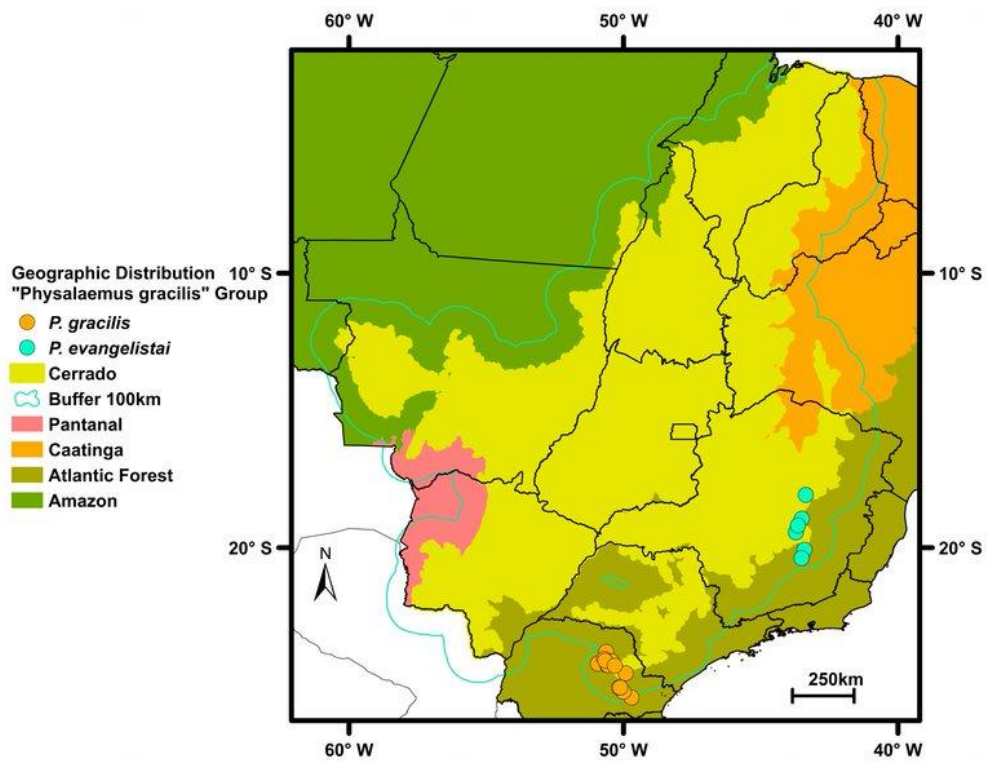 60° W 50° W 40° W
Geographic Distribution
"Physalaemus gracilis" Group
P. gracilis
P. evangelistai
Cerrado
Buffer 100km
Pantanal
Caatinga
Atlantic Forest
Amazon
10° S 10° S
20° S 20° S
N
250km
60° W 50° W 40° W